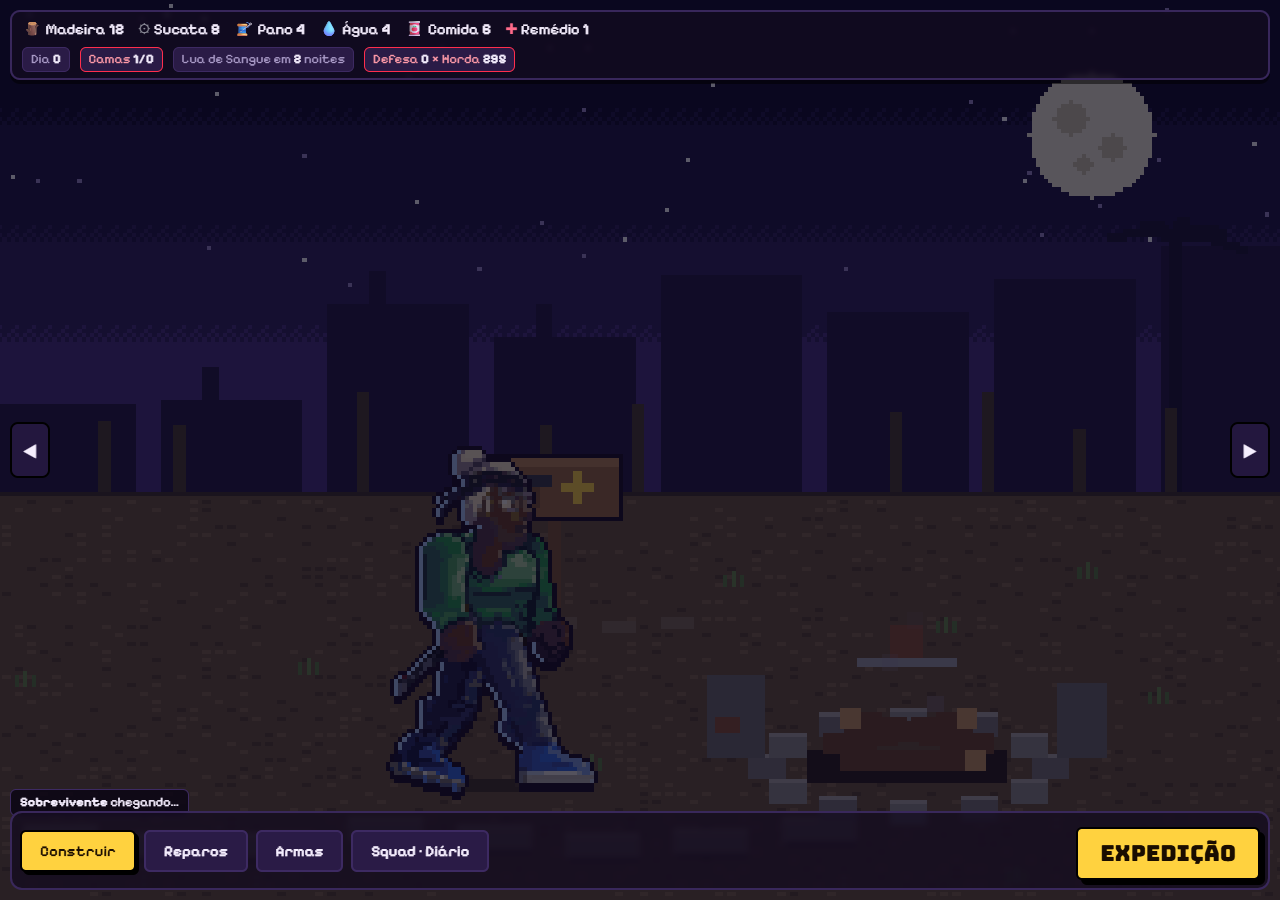 Madeira 12 Sucata 8 Pano 4 Água 4 Comida 6 Remédio 1
Dia 0 Camas 1/0 Lua de Sangue em 8 noites Defesa 0 × Horda 898
Sobrevivente chegando...
Construir Reparos Armas Squad · Diário EXPEDIÇÃO